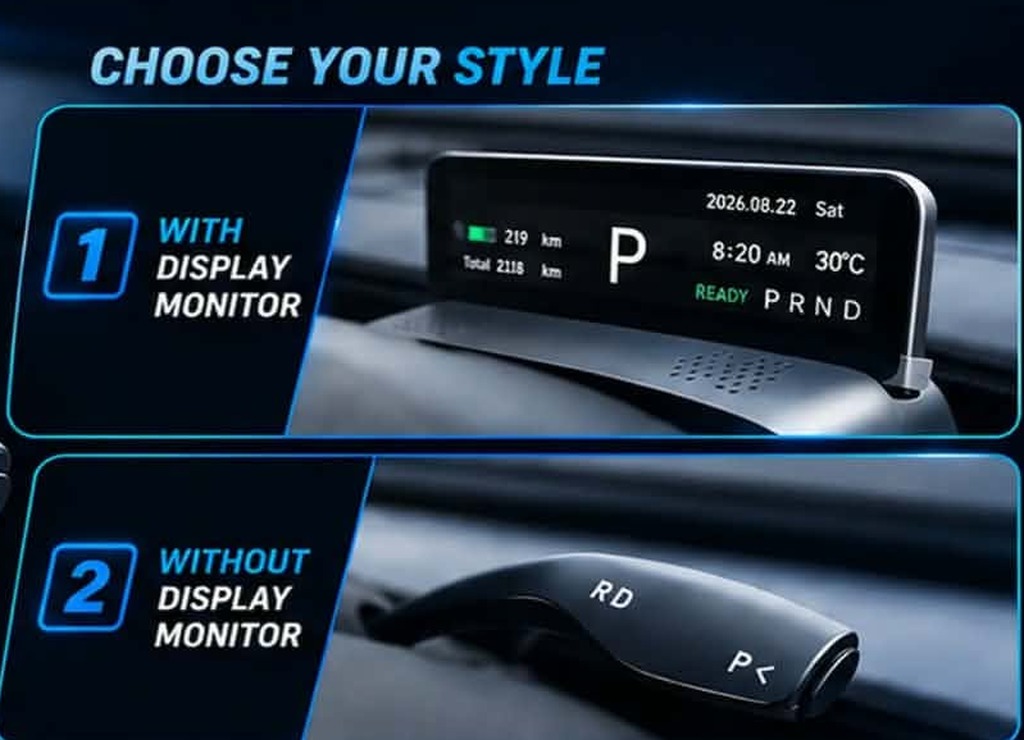 CHOOSE YOUR STYLE
1
WITH
DISPLAY
MONITOR
2026.08.22 Sat
219 km
P
8:20 AM 30°C
Total 2118 km
READY P R N D
2
WITHOUT
DISPLAY
MONITOR
RD
P<